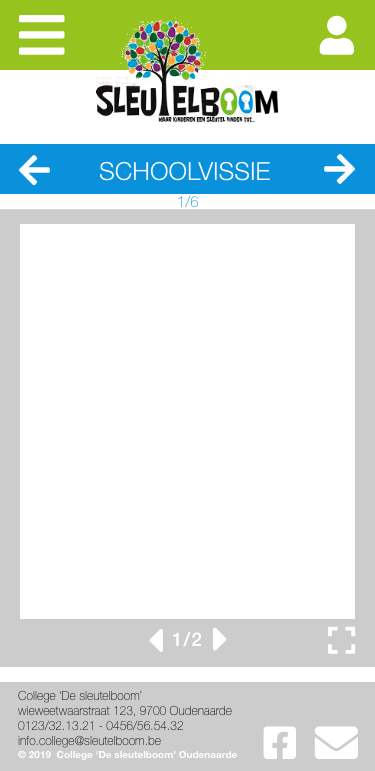 SLEUTELBOOM
WAAR KINDEREN EEN SLEUTEL VINDEN TOT...
SCHOOLVISSIE
1/6
1/2
College 'De sleutelboom'
wieweetwaarstraat 123, 9700 Oudenaarde
0123/32.13.21 - 0456/56.54.32
info.college@sleutelboom.be
© 2019 College 'De sleutelboom' Oudenaarde